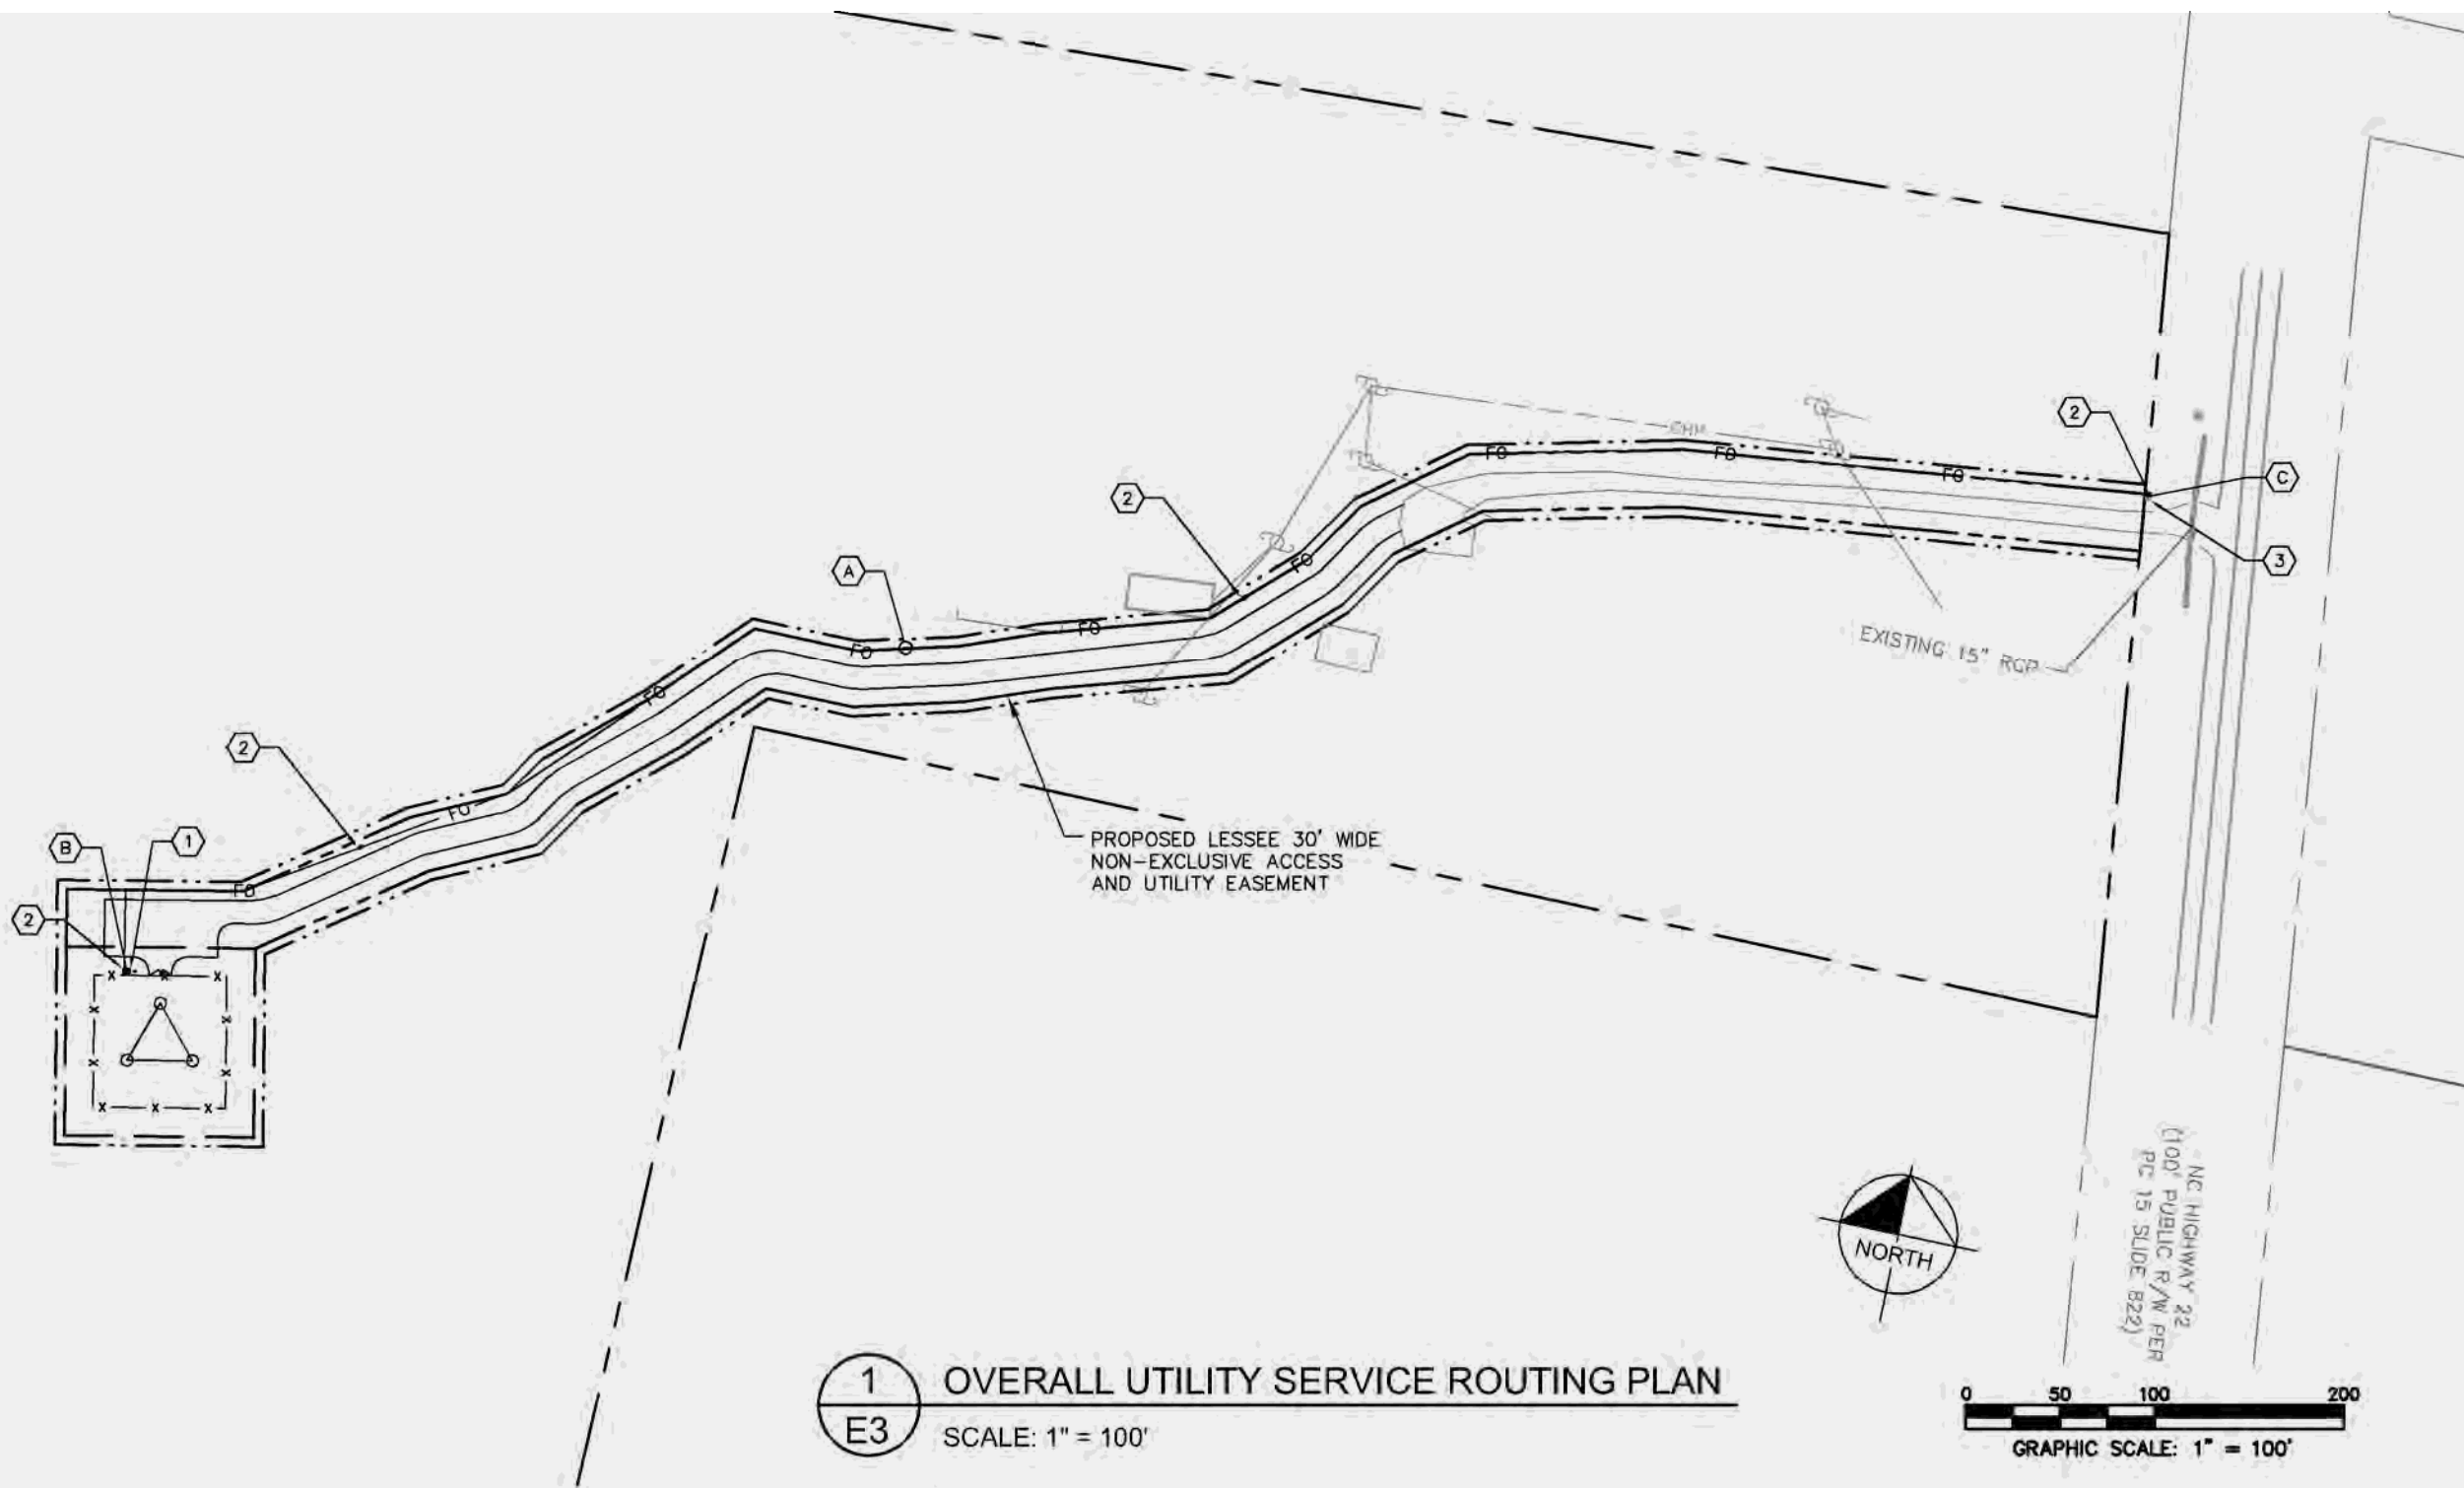 OHW
2
C
FO
FO
FO
2
3
FO
A
EXISTING 15" RCP
FO
FO
FO
2
FO
PROPOSED LESSEE 30' WIDE
NON-EXCLUSIVE ACCESS
AND UTILITY EASEMENT
B
1
FO
2
X X X
X X
X X
X X X
NC HIGHWAY 22
(100' PUBLIC R/W PER
PC 15 SLIDE 822)
NORTH
1
E3
OVERALL UTILITY SERVICE ROUTING PLAN
SCALE: 1" = 100'
0 50 100 200
GRAPHIC SCALE: 1" = 100'